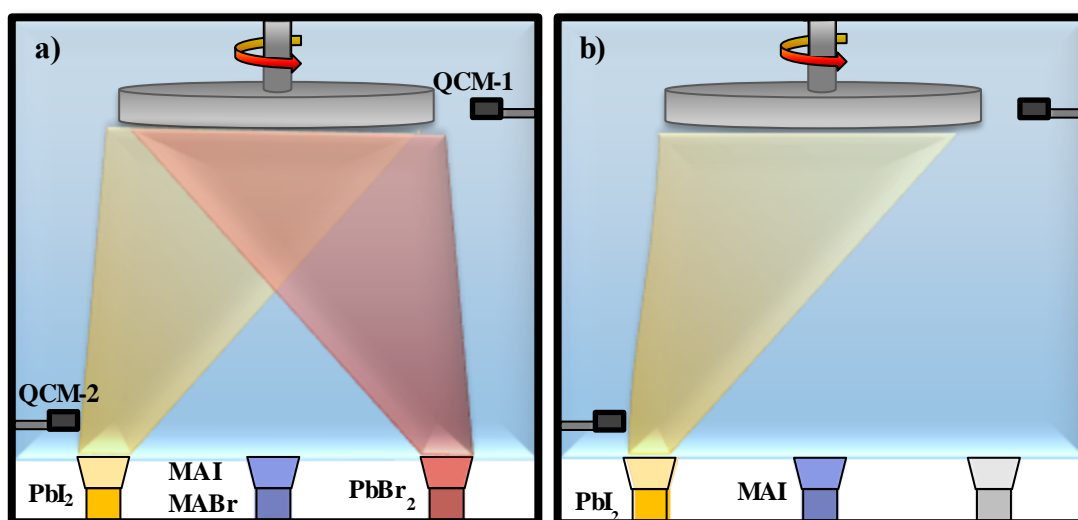 a)
QCM-1
QCM-2
PbI₂
MAI
MABr
PbBr₂
b)
PbI₂
MAI